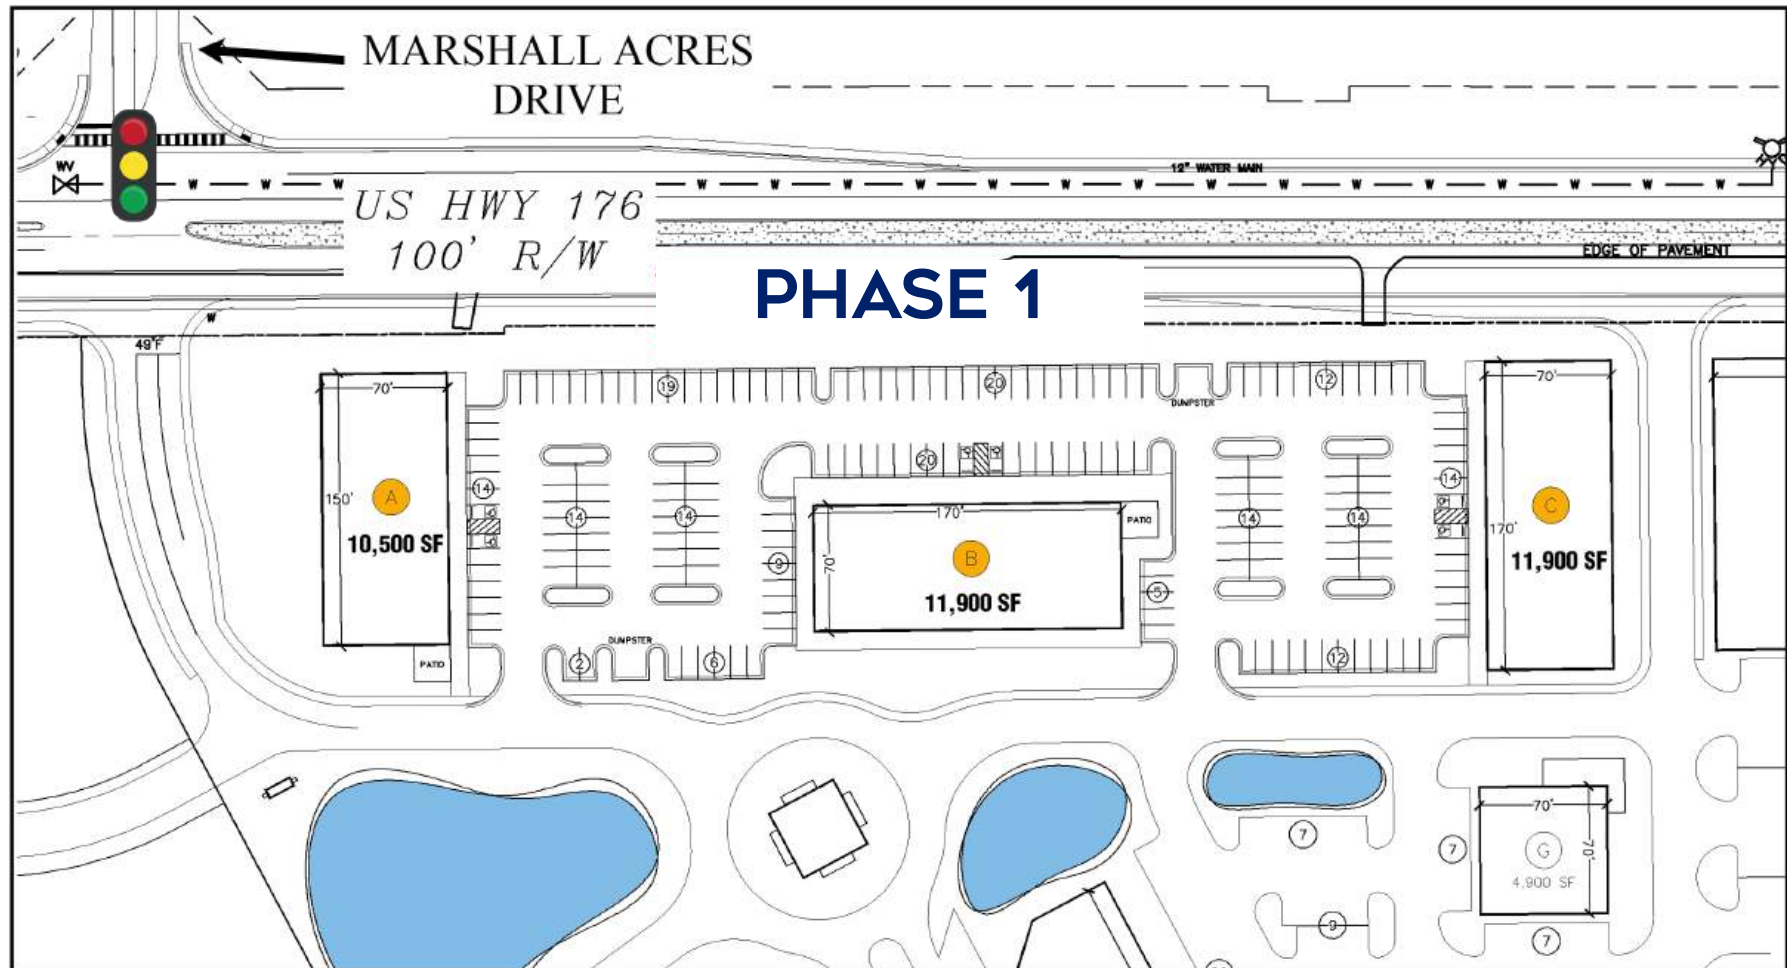 MARSHALL ACRES
DRIVE
WV
W W W W W W W W W W W W W W W W W W
12" WATER MAIN
US HWY 176
100' R/W
EDGE OF PAVEMENT
PHASE 1
W
49'F
70'
19
20
12
70'
DUMPSTER
20
14
14
150'
A
14
14
170'
PATIO
14
14
C
170'
10,500 SF
9
70'
B
11,900 SF
5
11,900 SF
DUMPSTER
PATIO
2
6
12
70'
7
7
G
70'
4,900 SF
9
7